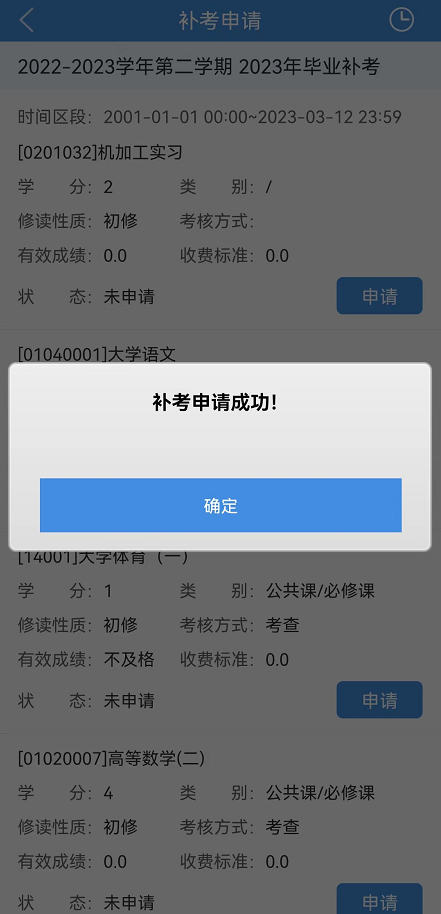 补考申请
2022-2023学年第二学期 2023年毕业补考
时间区段：2001-01-01 00:00~2023-03-12 23:59
[0201032]机加工实习
学 分：2 类 别：/
修读性质：初修 考核方式：
有效成绩：0.0 收费标准：0.0
状 态：未申请 申请
[01040001]大学语文
补考申请成功!
确定
[14001]大学体育（一）
学 分：1 类 别：公共课/必修课
修读性质：初修 考核方式：考查
有效成绩：不及格 收费标准：0.0
状 态：未申请 申请
[01020007]高等数学(二)
学 分：4 类 别：公共课/必修课
修读性质：初修 考核方式：考查
有效成绩：0.0 收费标准：0.0
状 态：未申请 申请